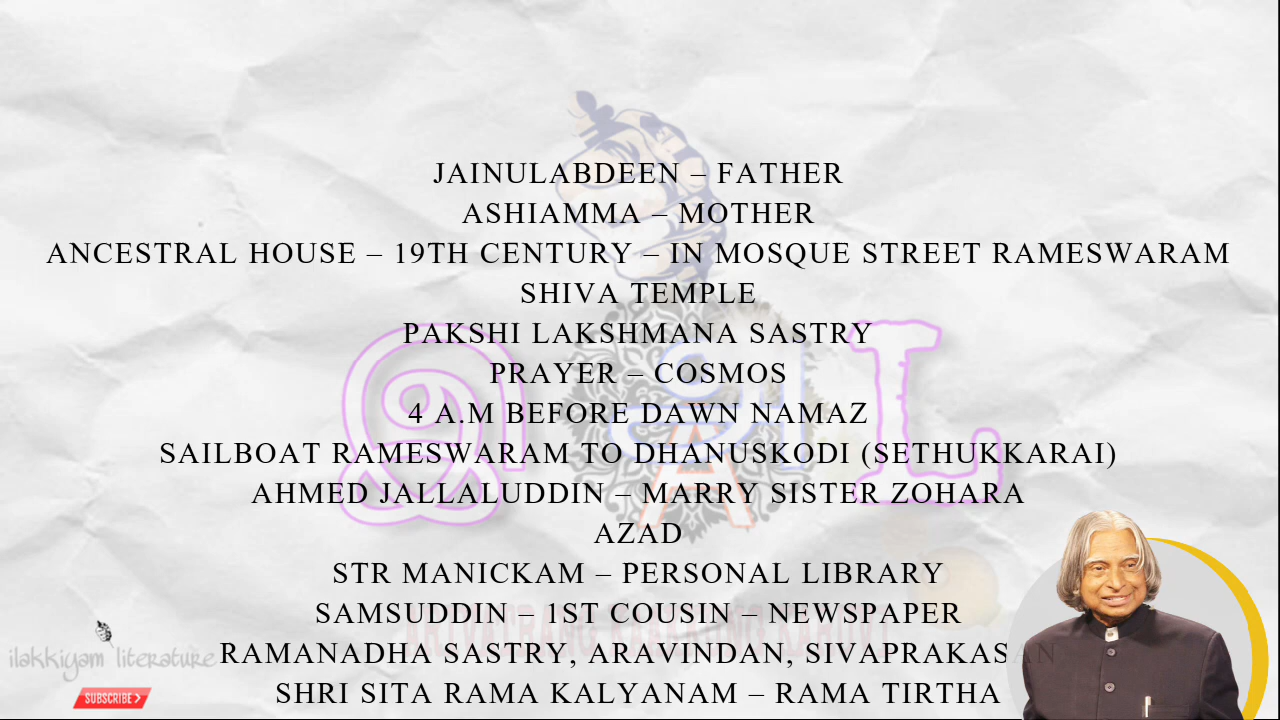 JAINULABDEEN – FATHER
ASHIAMMA – MOTHER
ANCESTRAL HOUSE – 19TH CENTURY – IN MOSQUE STREET RAMESWARAM
SHIVA TEMPLE
PAKSHI LAKSHMANA SASTRY
PRAYER – COSMOS
4 A.M BEFORE DAWN NAMAZ
SAILBOAT RAMESWARAM TO DHANUSKODI (SETHUKKARAI)
AHMED JALLALUDDIN – MARRY SISTER ZOHARA
AZAD
STR MANICKAM – PERSONAL LIBRARY
SAMSUDDIN – 1ST COUSIN – NEWSPAPER
RAMANADHA SASTRY, ARAVINDAN, SIVAPRAKASAN
SHRI SITA RAMA KALYANAM – RAMA TIRTHA
இ
L
A
ilakkiyam literature
SUBSCRIBE >